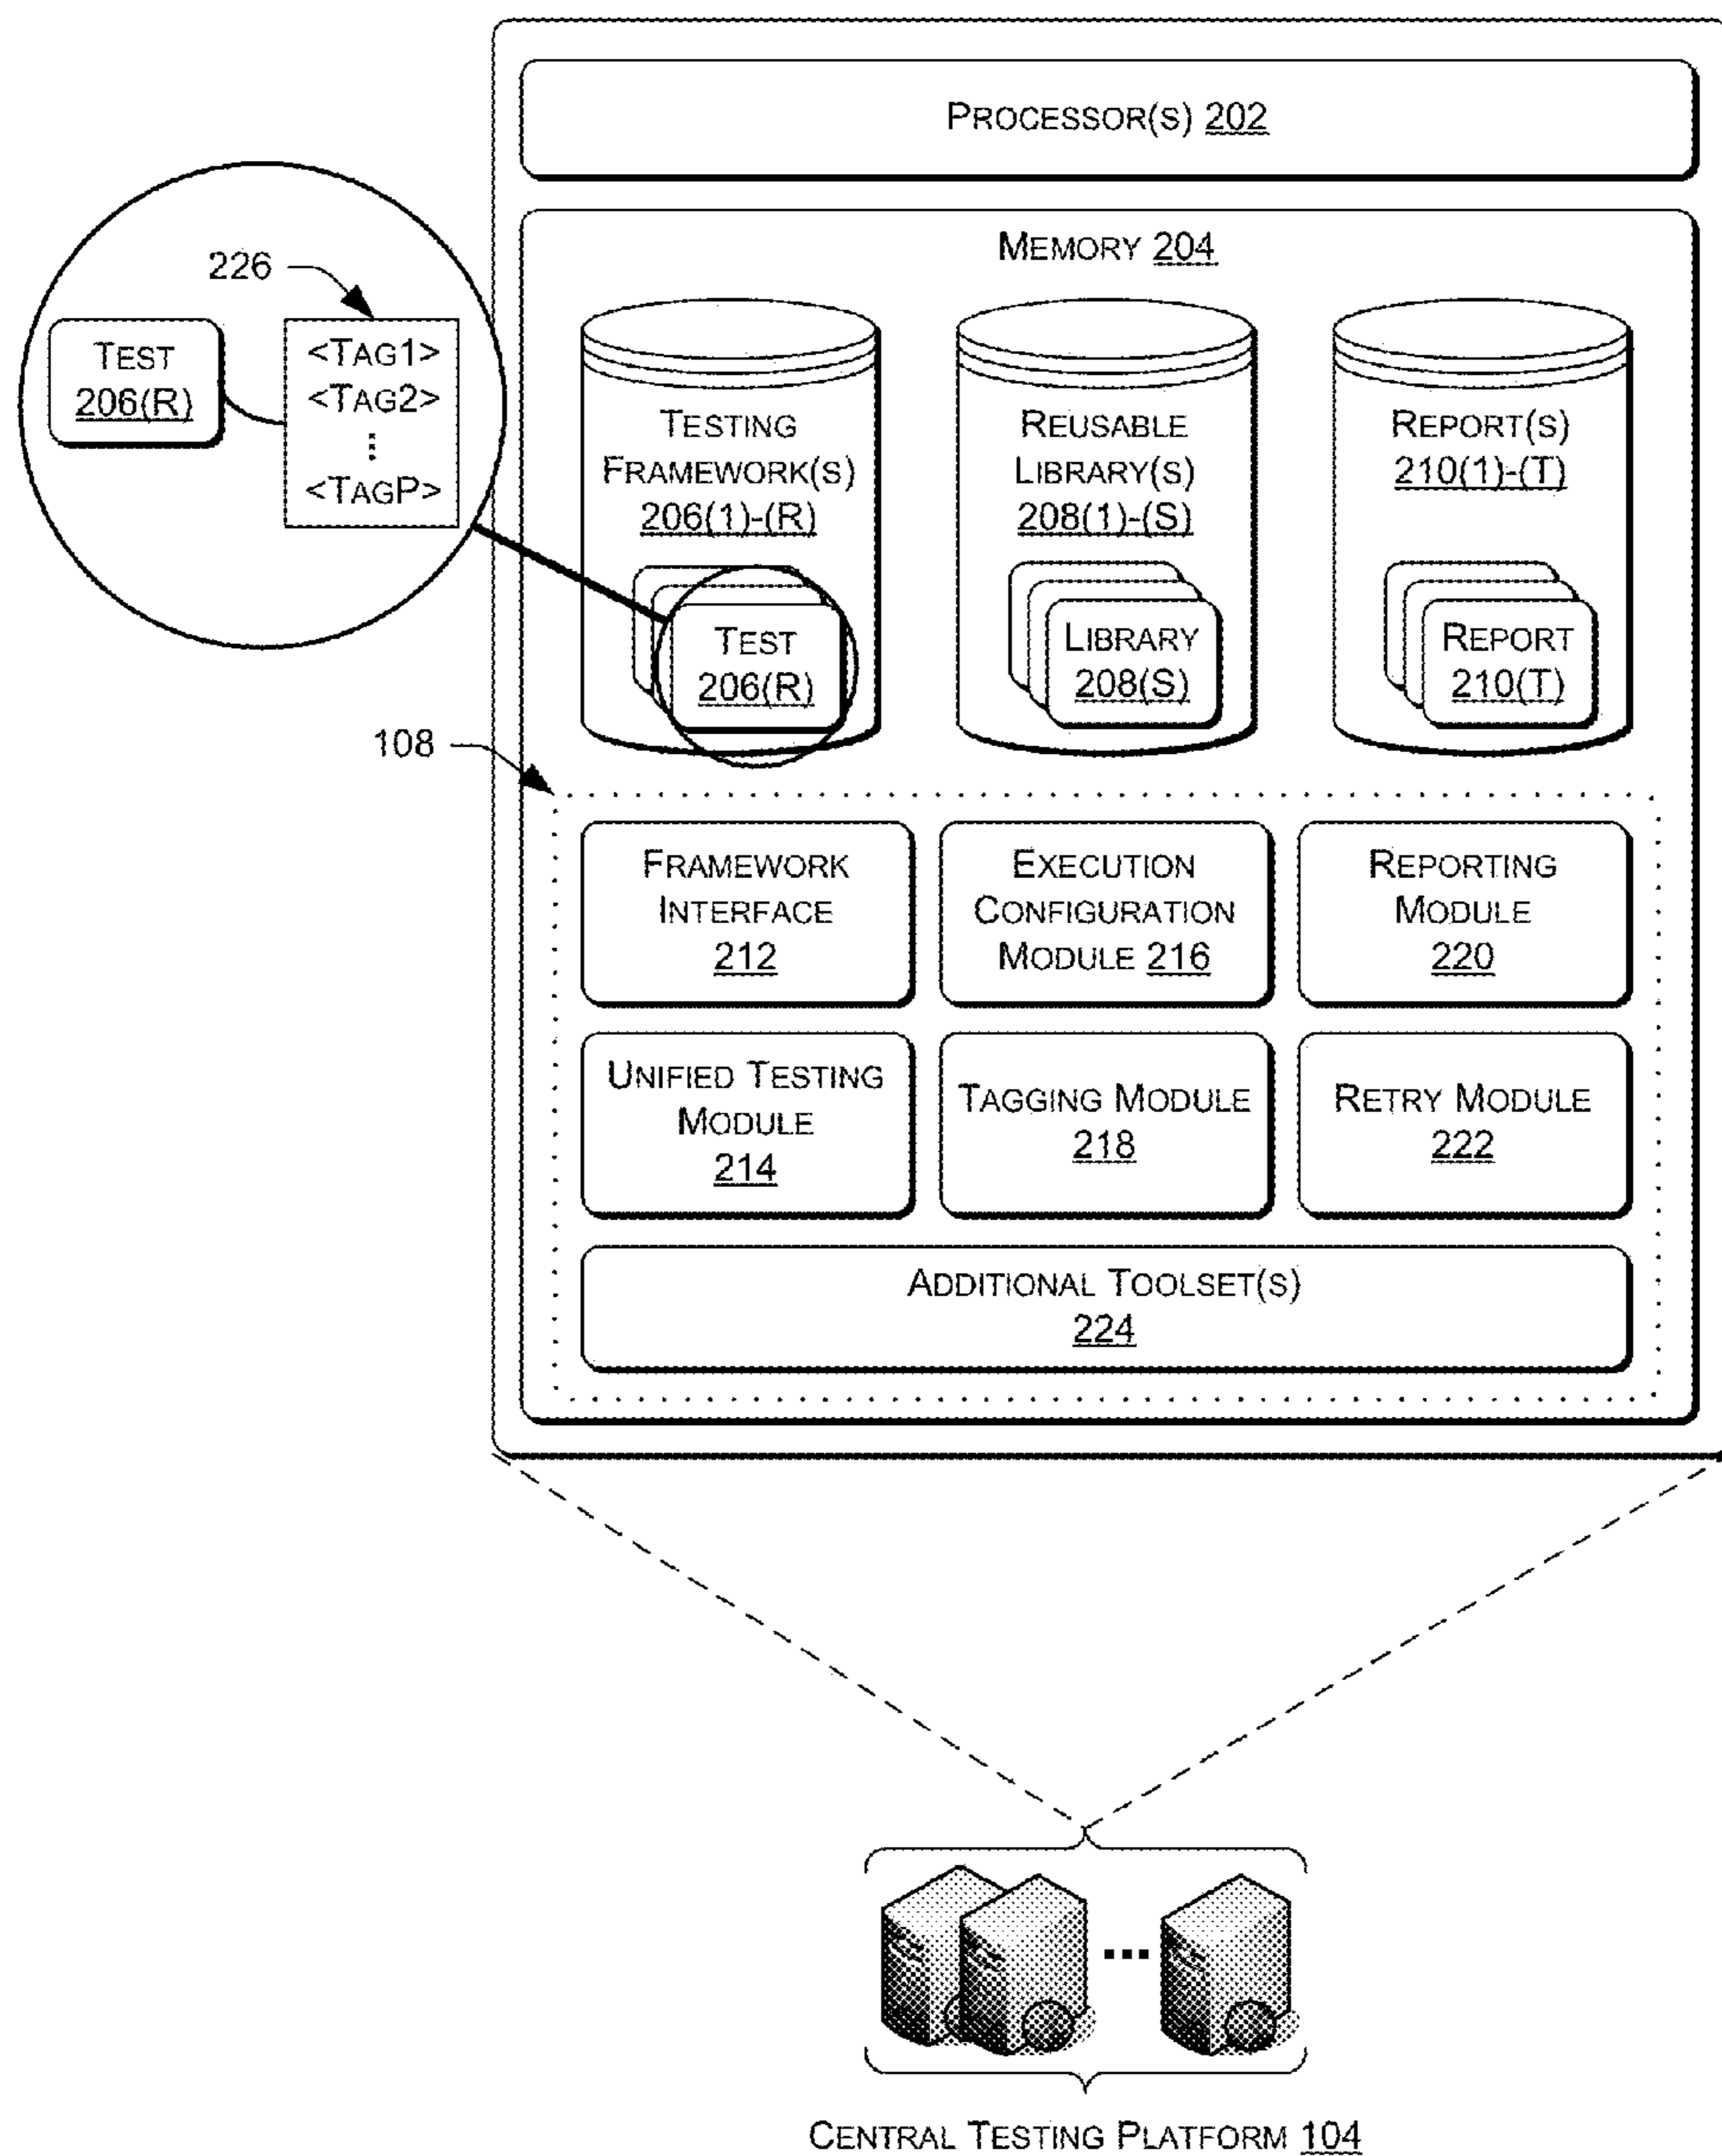 PROCESSOR(S) 202
MEMORY 204
226
TEST
206(R)
<TAG1>
<TAG2>
⋮
<TAGP>
TESTING
FRAMEWORK(S)
206(1)-(R)
TEST
206(R)
REUSABLE
LIBRARY(S)
208(1)-(S)
LIBRARY
208(S)
REPORT(S)
210(1)-(T)
REPORT
210(T)
108
FRAMEWORK
INTERFACE
212
EXECUTION
CONFIGURATION
MODULE 216
REPORTING
MODULE
220
UNIFIED TESTING
MODULE
214
TAGGING MODULE
218
RETRY MODULE
222
ADDITIONAL TOOLSET(S)
224
...
CENTRAL TESTING PLATFORM 104